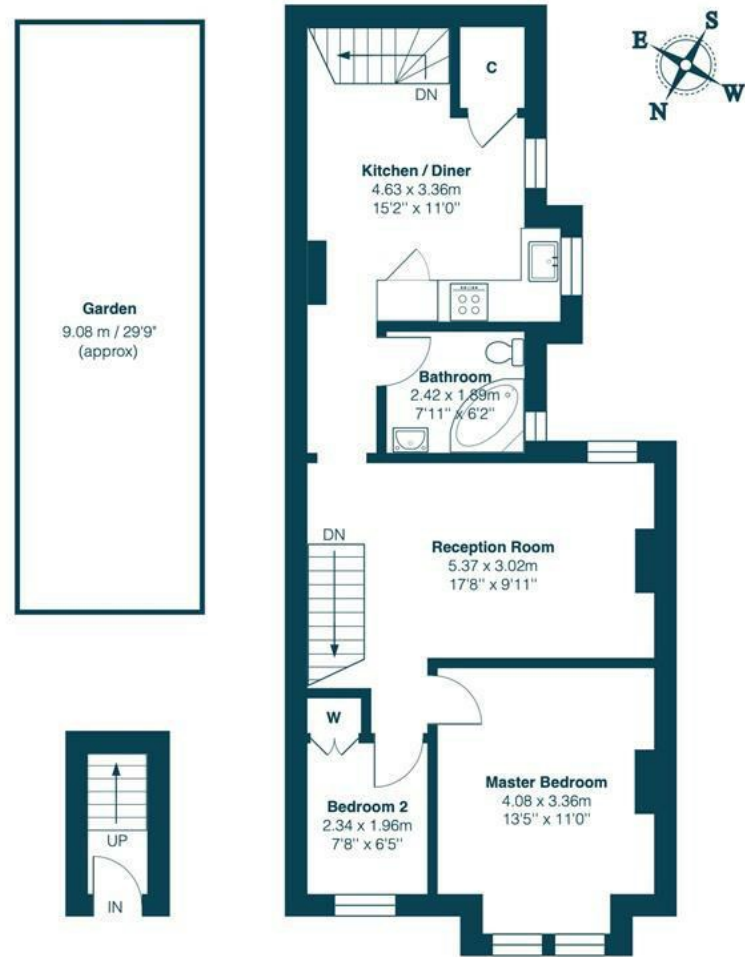 S
E
W
N
C
DN
Kitchen / Diner
4.63 x 3.36m
15'2" x 11'0"
Garden
9.08 m / 29'9"
(approx)
Bathroom
2.42 x 1.89m
7'11" x 6'2"
DN
Reception Room
5.37 x 3.02m
17'8" x 9'11"
W
Master Bedroom
4.08 x 3.36m
13'5" x 11'0"
Bedroom 2
2.34 x 1.96m
7'8" x 6'5"
UP
IN